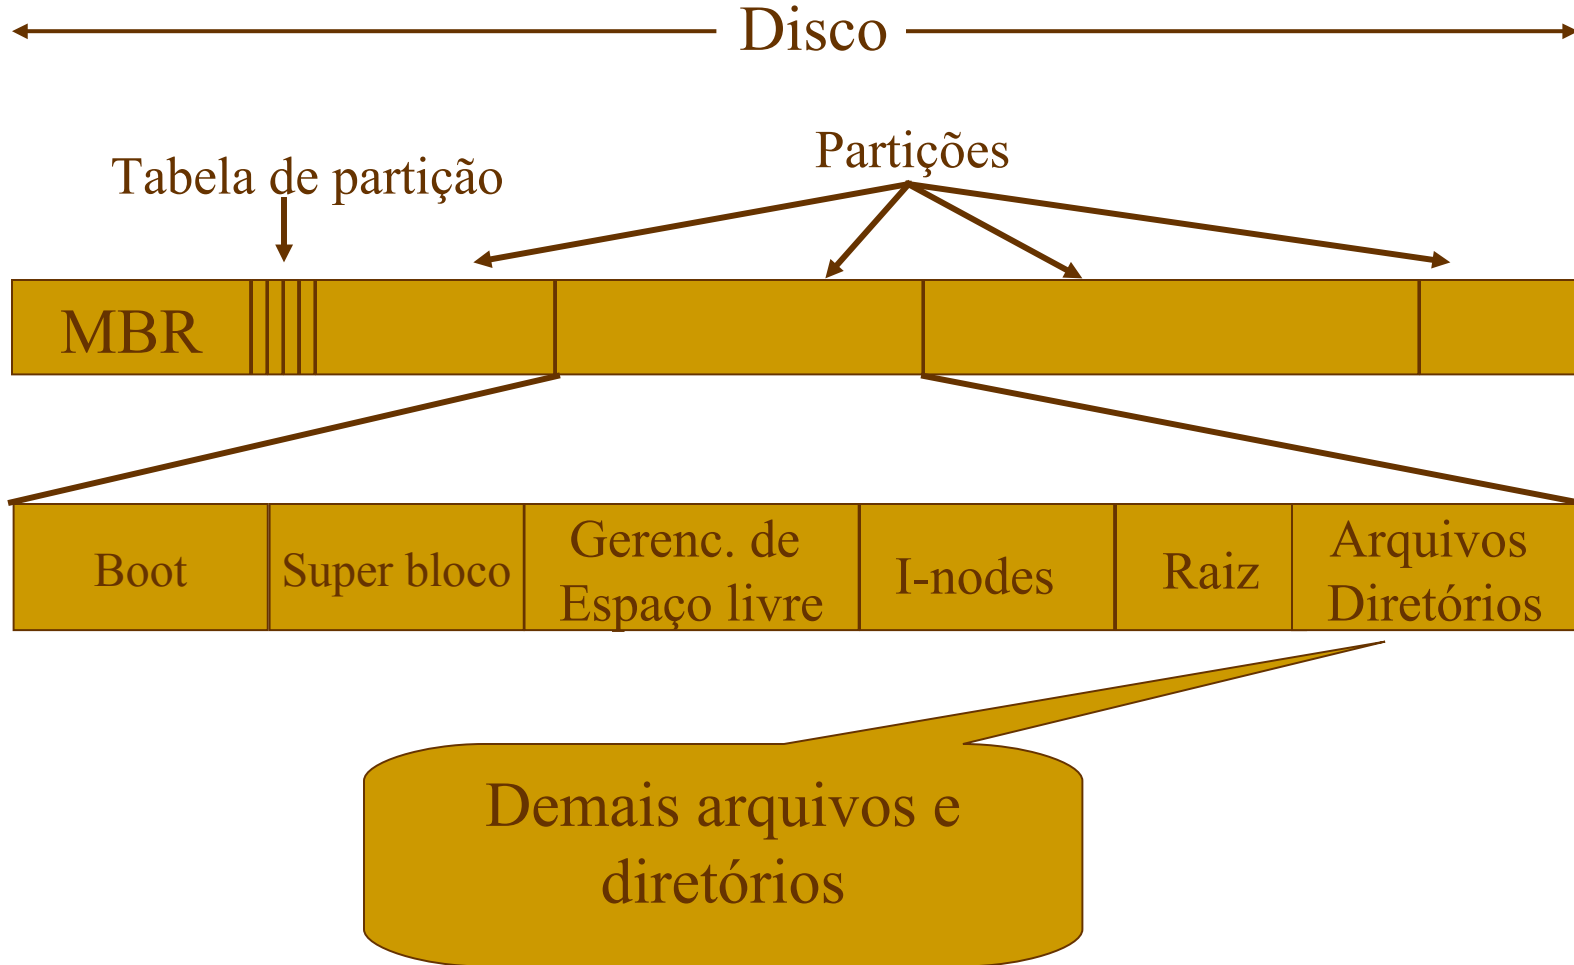 Disco
Partições
Tabela de partição
MBR
Boot
Super bloco
Gerenc. de
Espaço livre
I-nodes
Raiz
Arquivos
Diretórios
Demais arquivos e
diretórios